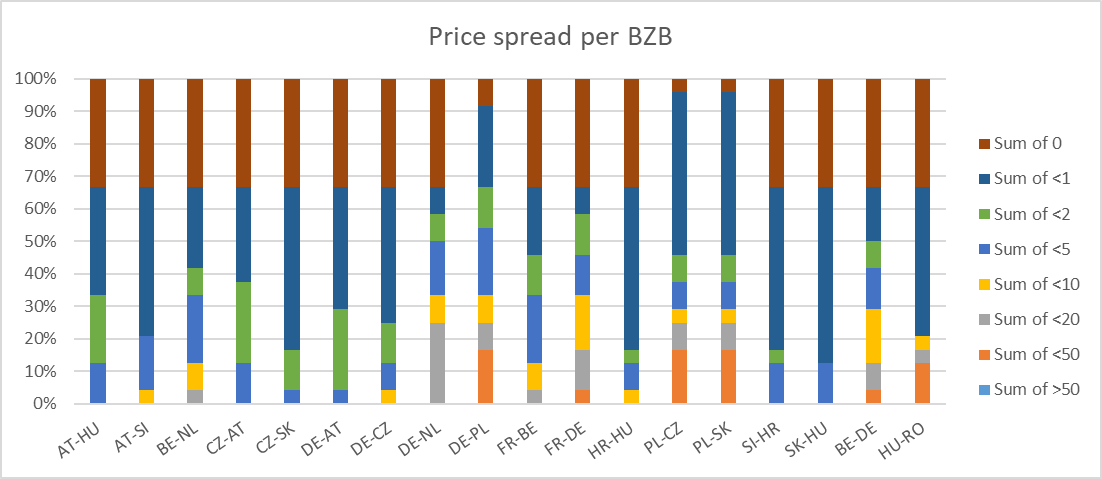 Price spread per BZB
100%
90%
80%
70%
60%
50%
40%
30%
20%
10%
0%
AT-HU
AT-SI
BE-NL
CZ-AT
CZ-SK
DE-AT
DE-CZ
DE-NL
DE-PL
FR-BE
FR-DE
HR-HU
PL-CZ
PL-SK
SI-HR
SK-HU
BE-DE
HU-RO
Sum of 0
Sum of <1
Sum of <2
Sum of <5
Sum of <10
Sum of <20
Sum of <50
Sum of >50